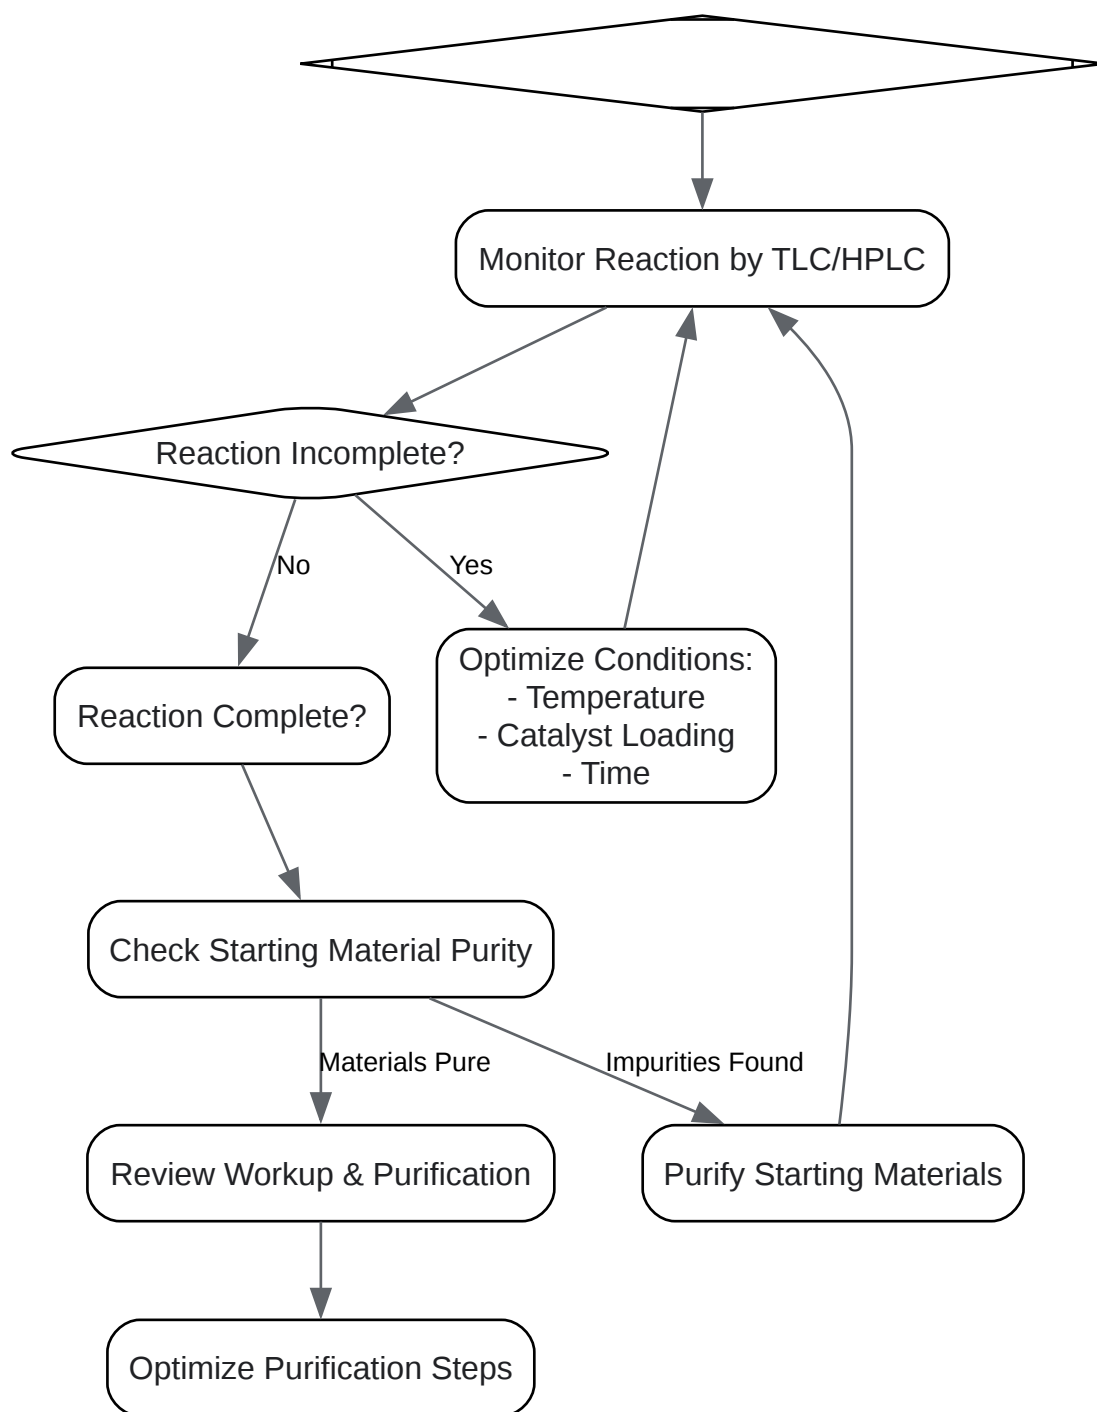 Monitor Reaction by TLC/HPLC
Reaction Incomplete?
No
Yes
Optimize Conditions:
- Temperature
- Catalyst Loading
- Time
Reaction Complete?
Check Starting Material Purity
Materials Pure
Impurities Found
Review Workup & Purification
Purify Starting Materials
Optimize Purification Steps